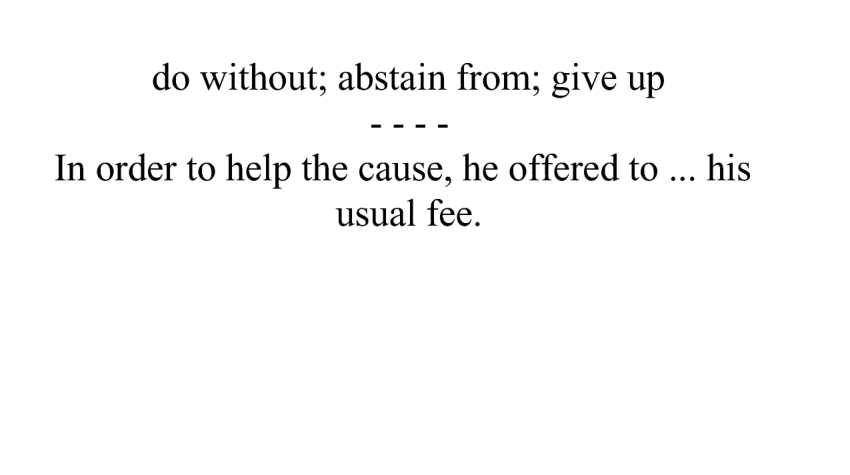 do without; abstain from; give up
- - - -
In order to help the cause, he offered to ... his
usual fee.